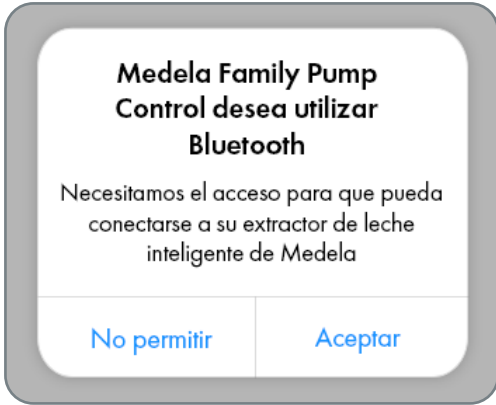 Medela Family Pump
Control desea utilizar
Bluetooth
Necesitamos el acceso para que pueda
conectarse a su extractor de leche
inteligente de Medela
No permitir
Aceptar